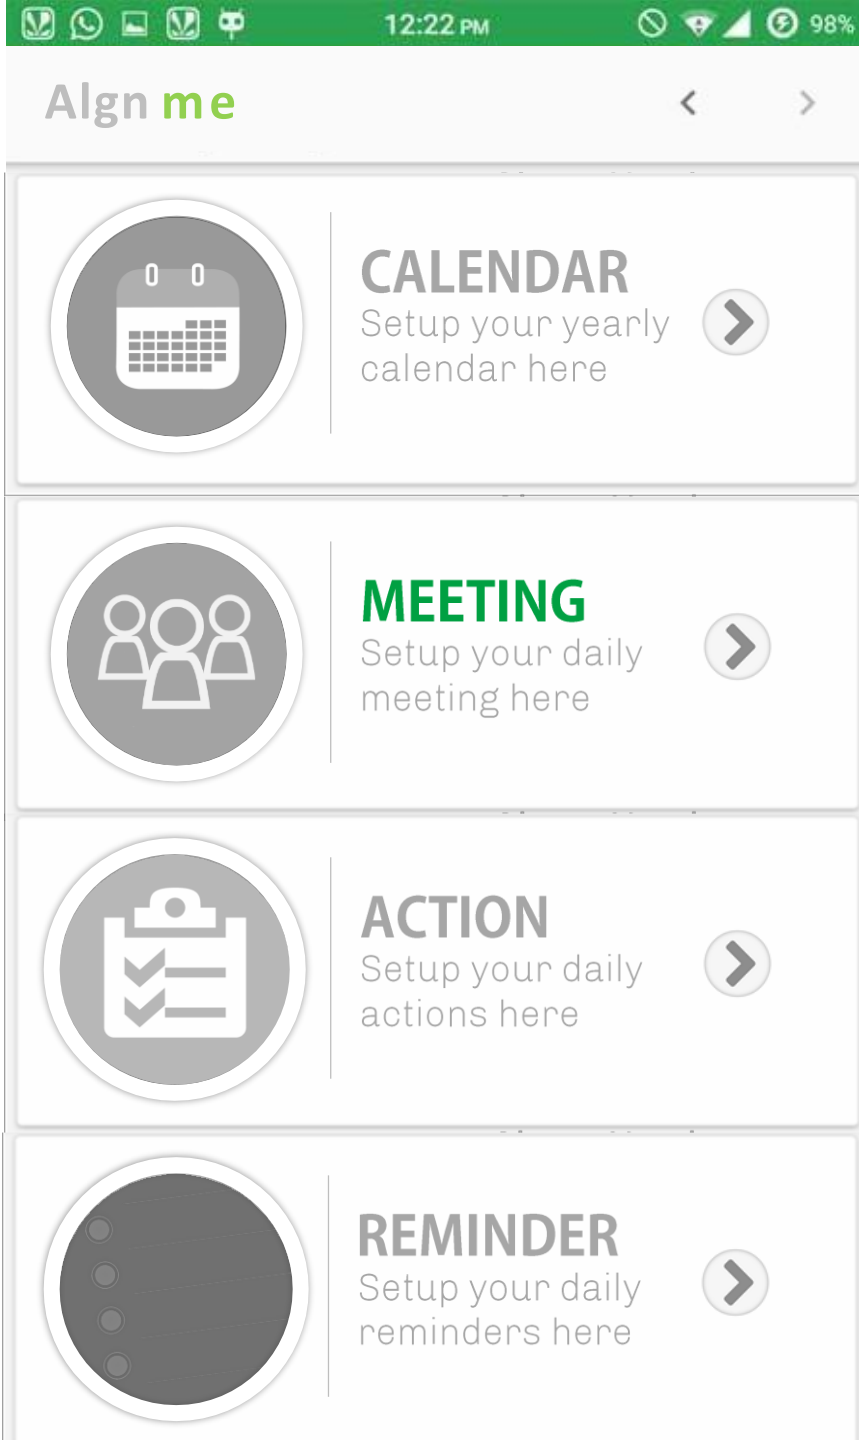 12:22 PM 98%
Algn me
CALENDAR
Setup your yearly
calendar here
MEETING
Setup your daily
meeting here
ACTION
Setup your daily
actions here
REMINDER
Setup your daily
reminders here